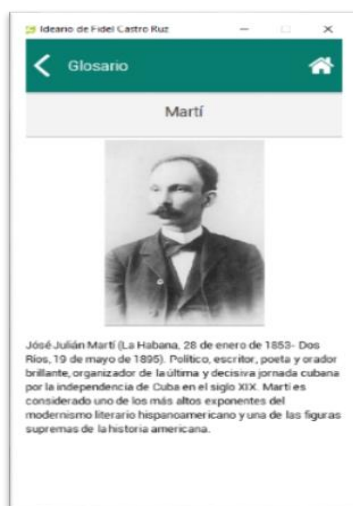 Ideario de Fidel Castro Ruz
Glosario
Martí
Jósé Julián Martí (La Habana, 28 de enero de 1853- Dos
Ríos, 19 de mayo de 1895). Político, escritor, poeta y orador
brillante, organizador de la última y decisiva jornada cubana
por la independencia de Cuba en el siglo XIX. Martí es
considerado uno de los más altos exponentes del
modernismo literario hispanoamericano y una de las figuras
supremas de la historia americana.